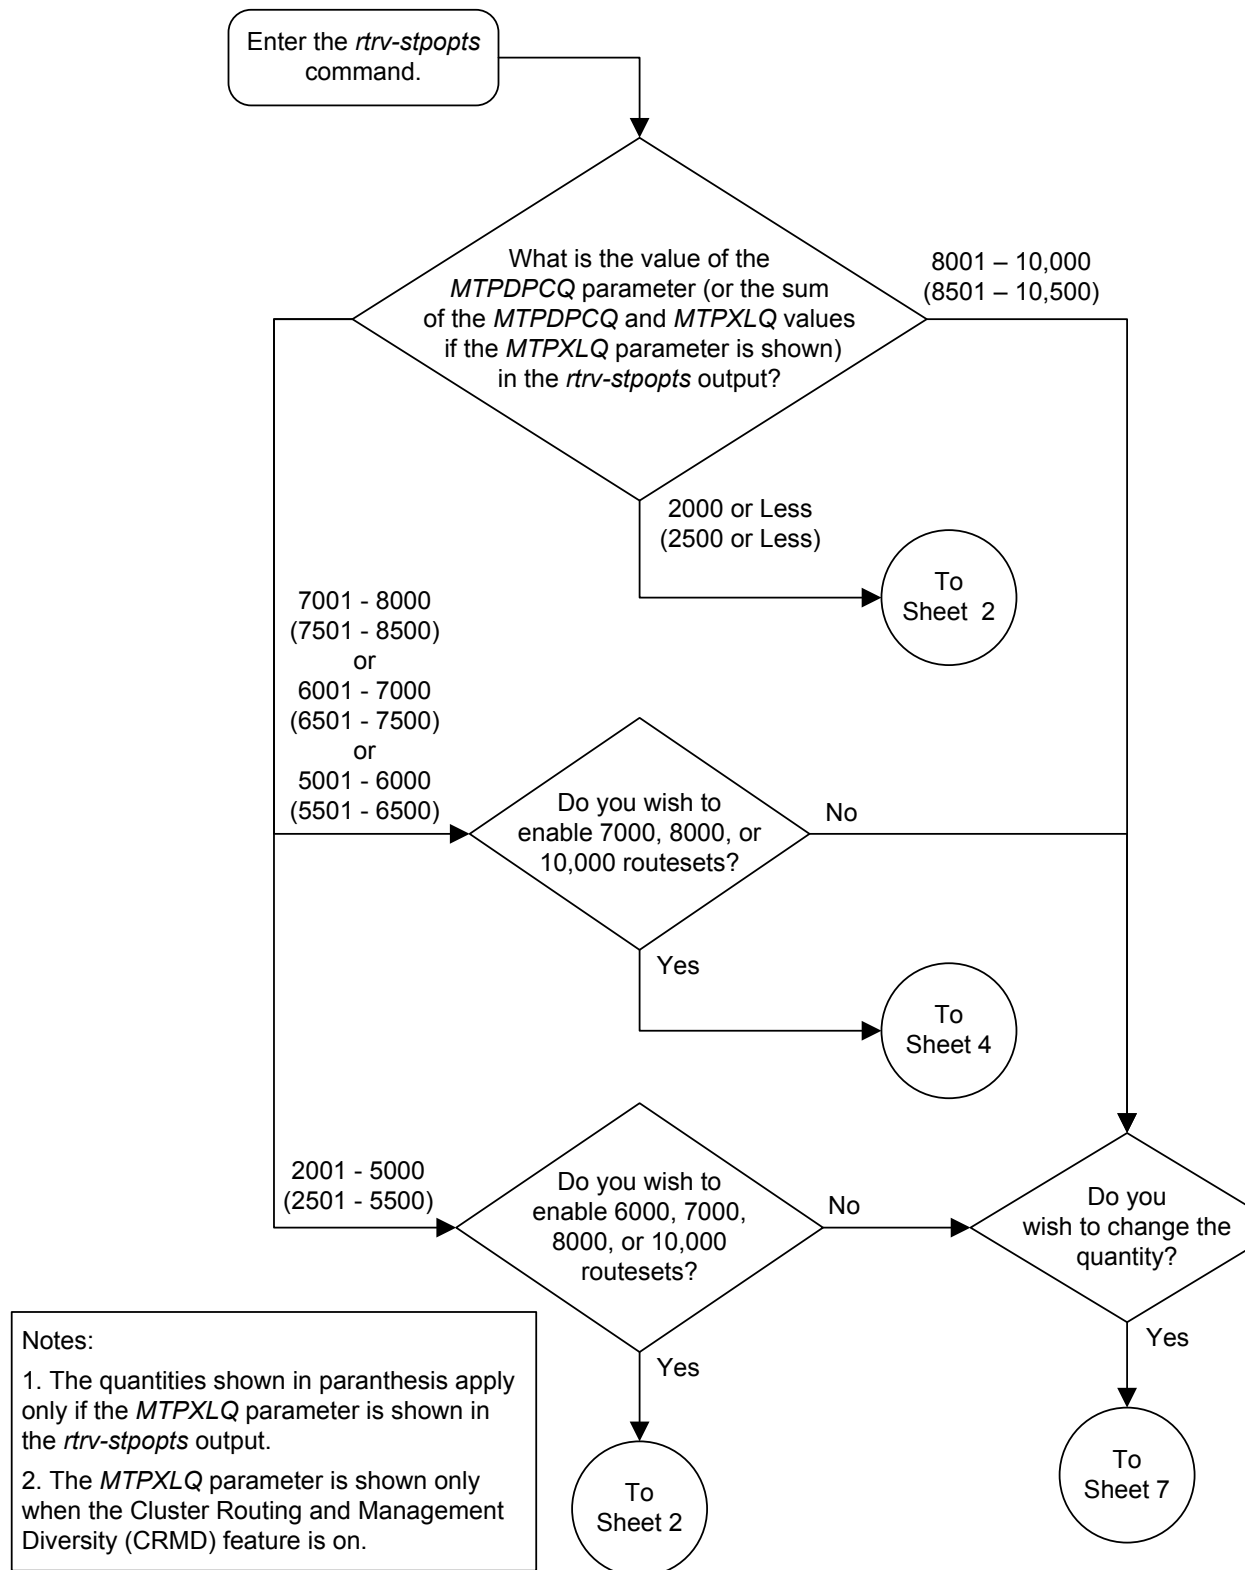 Enter the rtrv-stpopts
command.
What is the value of the
MTPDPCQ parameter (or the sum
of the MTPDPCQ and MTPXLQ values
if the MTPXLQ parameter is shown)
in the rtrv-stpopts output?
8001 – 10,000
(8501 – 10,500)
2000 or Less
(2500 or Less)
To
Sheet 2
7001 - 8000
(7501 - 8500)
or
6001 - 7000
(6501 - 7500)
or
5001 - 6000
(5501 - 6500)
Do you wish to
enable 7000, 8000, or
10,000 routesets?
No
Yes
To
Sheet 4
2001 - 5000
(2501 - 5500)
Do you wish to
enable 6000, 7000,
8000, or 10,000
routesets?
No
Do you
wish to change the
quantity?
Yes
Yes
To
Sheet 2
To
Sheet 7
Notes:
1. The quantities shown in paranthesis apply
only if the MTPXLQ parameter is shown in
the rtrv-stpopts output.
2. The MTPXLQ parameter is shown only
when the Cluster Routing and Management
Diversity (CRMD) feature is on.